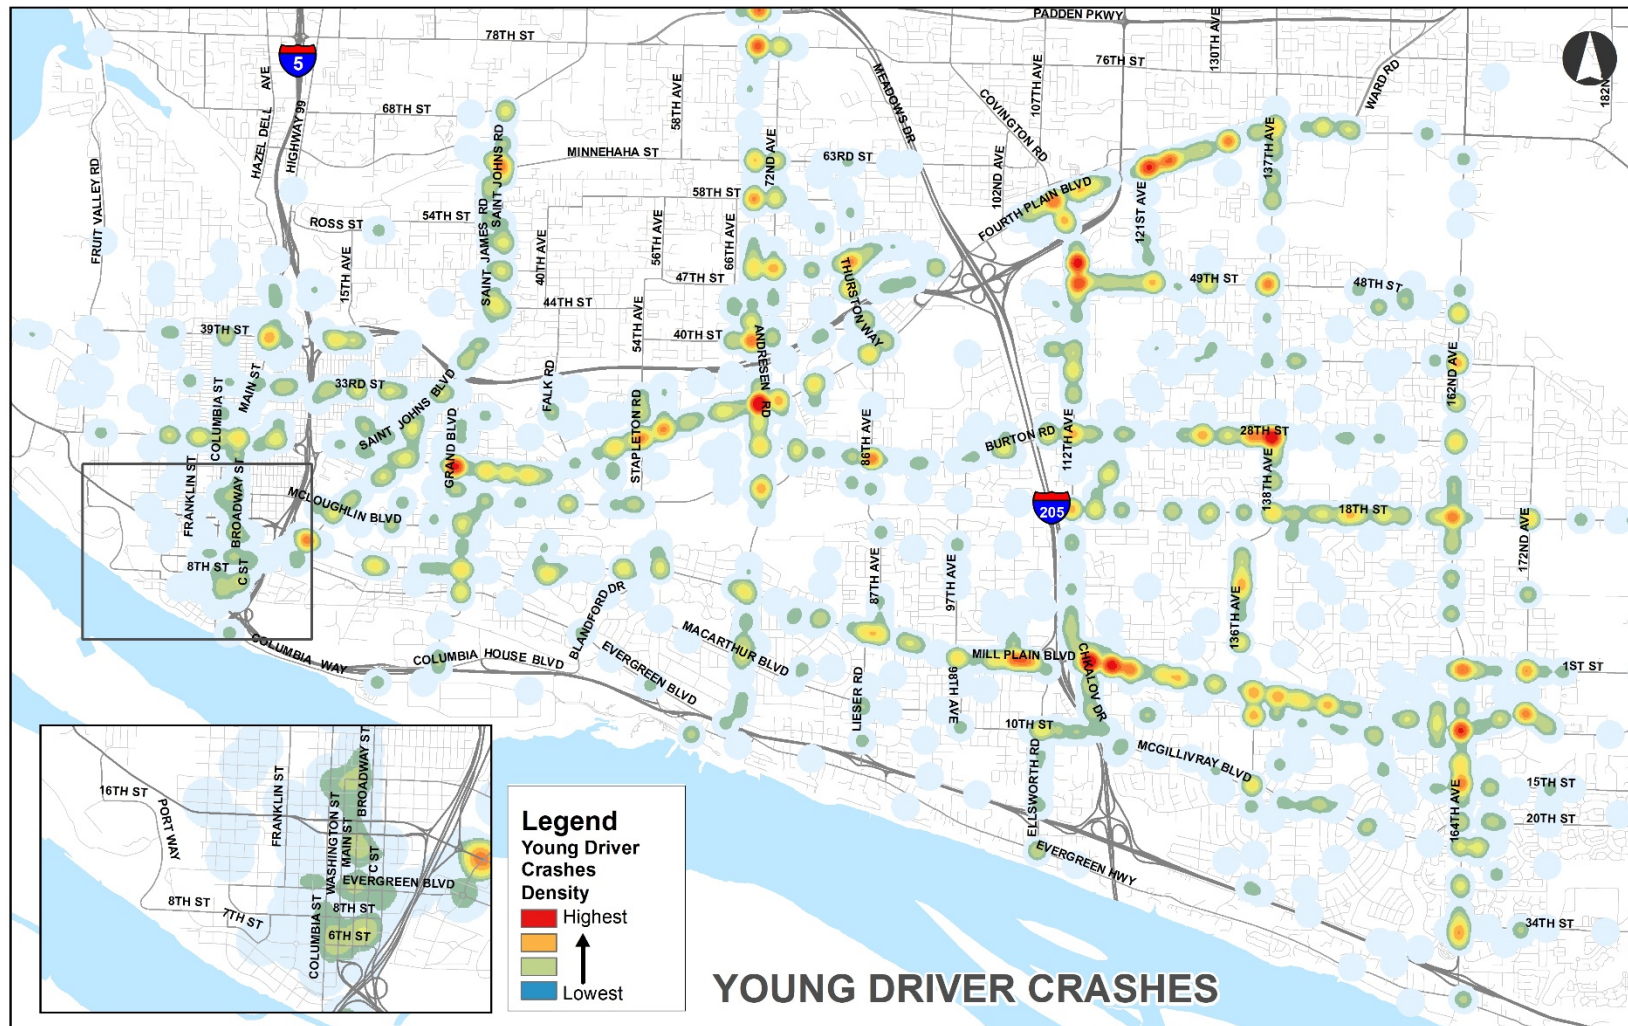 PADDEN PKWY
78TH ST
130TH AVE
5
76TH ST
HAZEL DELL AVE
HIGHWAY 99
58TH AVE
MEADOWS DR
COVINGTON RD
107TH AVE
WARD RD
182N
68TH ST
SAINT JOHNS RD
MINNEHAHA ST
72ND AVE
63RD ST
137TH AVE
FRUIT VALLEY RD
102ND AVE
58TH ST
FOURTH PLAIN BLVD
121ST AVE
ROSS ST
54TH ST
SAINT JAMES RD
15TH AVE
40TH AVE
56TH AVE
66TH AVE
47TH ST
THURSTON WAY
49TH ST
48TH ST
44TH ST
39TH ST
54TH AVE
40TH ST
ANDRESEN RD
162ND AVE
COLUMBIA ST
MAIN ST
33RD ST
SAINT JOHNS BLVD
FALK RD
STAPLETON RD
GRAND BLVD
86TH AVE
BURTON RD
112TH AVE
28TH ST
138TH AVE
FRANKLIN ST
BROADWAY ST
MCLOUGHLIN BLVD
205
18TH ST
172ND AVE
8TH ST
C ST
87TH AVE
97TH AVE
136TH AVE
BLANDFORD DR
MACARTHUR BLVD
COLUMBIA WAY
COLUMBIA HOUSE BLVD
EVERGREEN BLVD
MILL PLAIN BLVD
CHKALOV DR
1ST ST
LIESER RD
98TH AVE
10TH ST
ELLSWORTH RD
MCGILLIVRAY BLVD
15TH ST
164TH AVE
20TH ST
EVERGREEN HWY
34TH ST
16TH ST
PORT WAY
FRANKLIN ST
WASHINGTON ST
MAIN ST
BROADWAY ST
C ST
EVERGREEN BLVD
8TH ST
7TH ST
COLUMBIA ST
8TH ST
6TH ST
Legend
Young Driver
Crashes
Density
Highest
Lowest
YOUNG DRIVER CRASHES